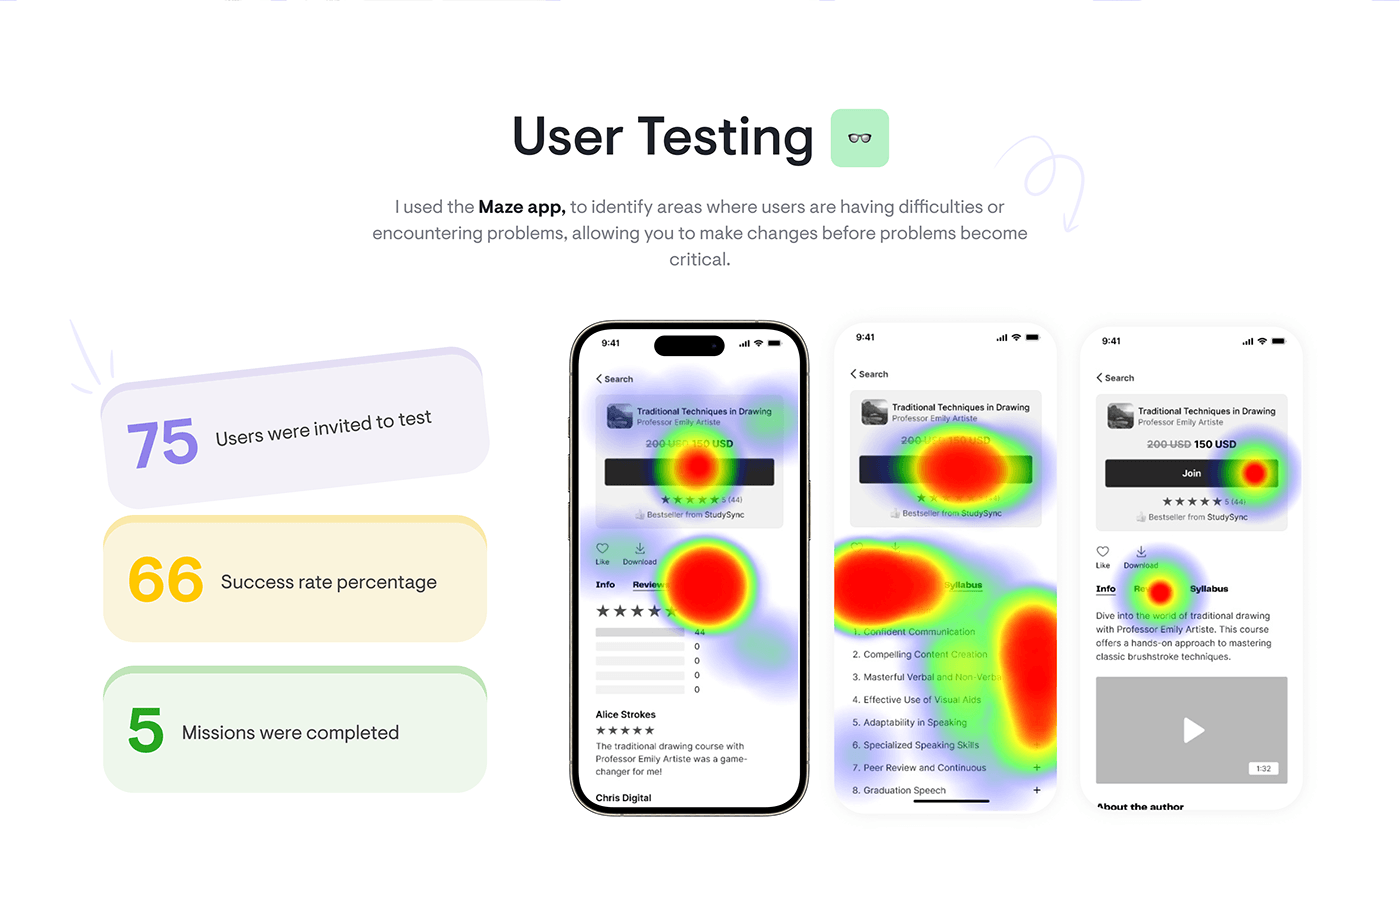 User Testing
I used the Maze app, to identify areas where users are having difficulties or
encountering problems, allowing you to make changes before problems become
critical.
75 Users were invited to test
66 Success rate percentage
5 Missions were completed
9:41
Search
Traditional Techniques in Drawing
Professor Emily Artiste
200 USD 150 USD
5 (44)
Bestseller from StudySync
Like
Download
Info
Reviews
44
0
0
0
0
Alice Strokes
The traditional drawing course with
Professor Emily Artiste was a game-
changer for me!
Chris Digital
9:41
Search
Traditional Techniques in Drawing
Professor Emily Artiste
200 USD 150 USD
Bestseller from StudySync
Syllabus
1. Confident Communication
2. Compelling Content Creation
3. Masterful Verbal and Non-Verbal
4. Effective Use of Visual Aids
5. Adaptability in Speaking
6. Specialized Speaking Skills
7. Peer Review and Continuous +
8. Graduation Speech +
9:41
Search
Traditional Techniques in Drawing
Professor Emily Artiste
200 USD 150 USD
Join
5 (44)
Bestseller from StudySync
Like
Download
Info
Syllabus
Dive into the world of traditional drawing
with Professor Emily Artiste. This course
offers a hands-on approach to mastering
classic brushstroke techniques.
1:32
About the author